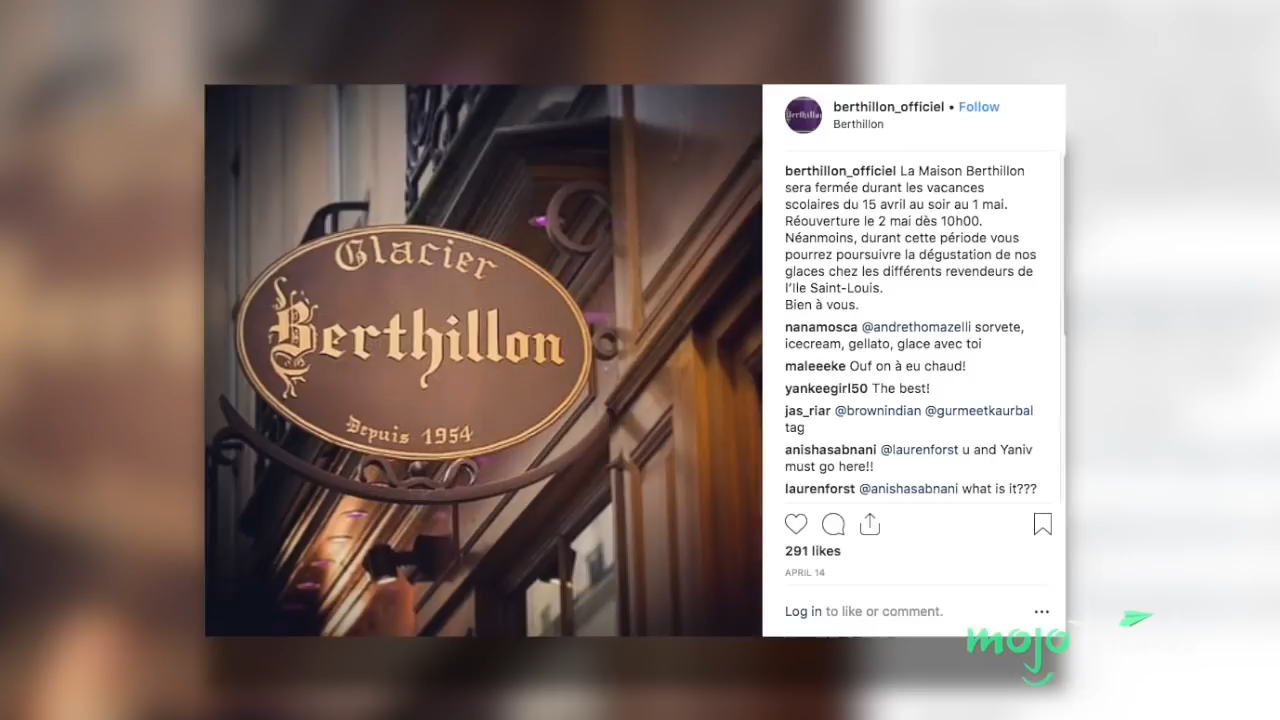 Glacier
Berthillon
Depuis 1954
Berthillon
berthillon_officiel • Follow
Berthillon
berthillon_officiel La Maison Berthillon
sera fermée durant les vacances
scolaires du 15 avril au soir au 1 mai.
Réouverture le 2 mai dès 10h00.
Néanmoins, durant cette période vous
pourrez poursuivre la dégustation de nos
glaces chez les différents revendeurs de
l'Ile Saint-Louis.
Bien à vous.
nanamosca @andrethomazelli sorvete,
icecream, gellato, glace avec toi
maleeeke Ouf on à eu chaud!
yankeegirl50 The best!
jas_riar @brownindian @gurmeetkaurbal
tag
anishasabnani @laurenforst u and Yaniv
must go here!!
laurenforst @anishasabnani what is it???
291 likes
APRIL 14
Log in to like or comment.
mojo